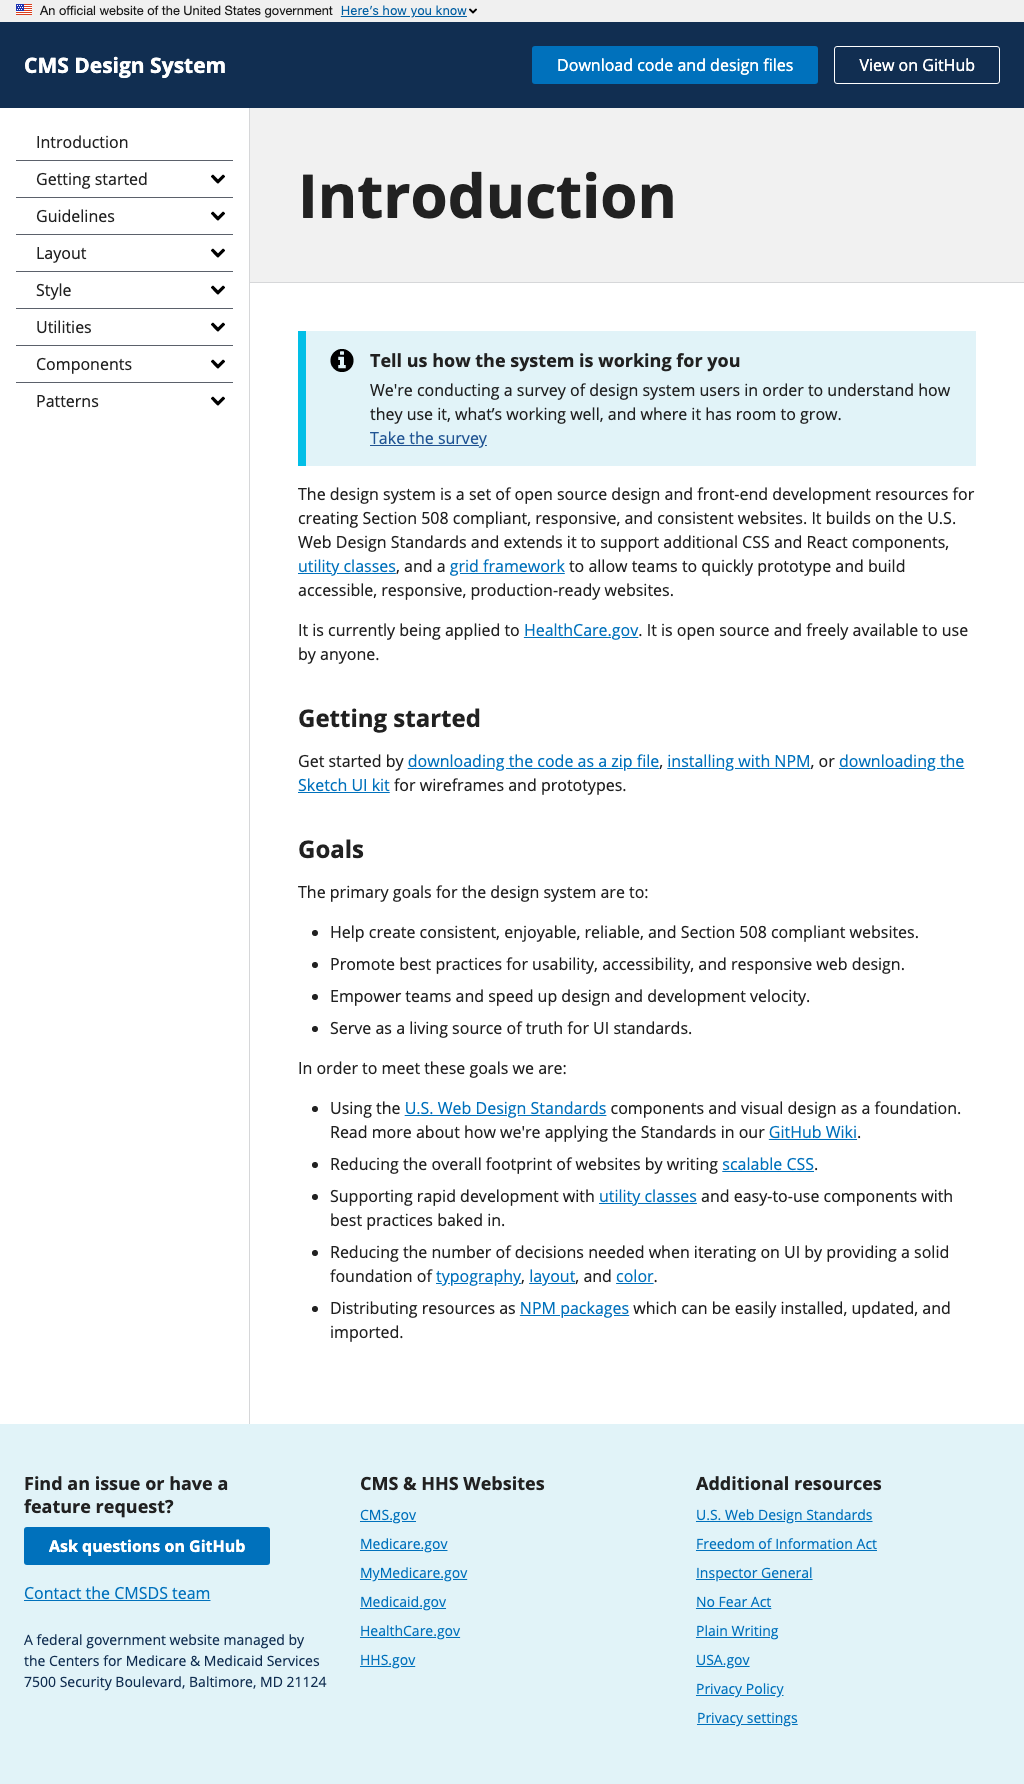 An official website of the United States government Here's how you know
CMS Design System
Download code and design files
View on GitHub
Introduction
Getting started
Guidelines
Layout
Style
Utilities
Components
Patterns
Introduction
Tell us how the system is working for you
We're conducting a survey of design system users in order to understand how
they use it, what’s working well, and where it has room to grow.
Take the survey
The design system is a set of open source design and front-end development resources for
creating Section 508 compliant, responsive, and consistent websites. It builds on the U.S.
Web Design Standards and extends it to support additional CSS and React components,
utility classes, and a grid framework to allow teams to quickly prototype and build
accessible, responsive, production-ready websites.
It is currently being applied to HealthCare.gov. It is open source and freely available to use
by anyone.
Getting started
Get started by downloading the code as a zip file, installing with NPM, or downloading the
Sketch UI kit for wireframes and prototypes.
Goals
The primary goals for the design system are to:
• Help create consistent, enjoyable, reliable, and Section 508 compliant websites.
• Promote best practices for usability, accessibility, and responsive web design.
• Empower teams and speed up design and development velocity.
• Serve as a living source of truth for UI standards.
In order to meet these goals we are:
• Using the U.S. Web Design Standards components and visual design as a foundation.
Read more about how we're applying the Standards in our GitHub Wiki.
• Reducing the overall footprint of websites by writing scalable CSS.
• Supporting rapid development with utility classes and easy-to-use components with
best practices baked in.
• Reducing the number of decisions needed when iterating on UI by providing a solid
foundation of typography, layout, and color.
• Distributing resources as NPM packages which can be easily installed, updated, and
imported.
Find an issue or have a
feature request?
Ask questions on GitHub
Contact the CMSDS team
A federal government website managed by
the Centers for Medicare & Medicaid Services
7500 Security Boulevard, Baltimore, MD 21124
CMS & HHS Websites
CMS.gov
Medicare.gov
MyMedicare.gov
Medicaid.gov
HealthCare.gov
HHS.gov
Additional resources
U.S. Web Design Standards
Freedom of Information Act
Inspector General
No Fear Act
Plain Writing
USA.gov
Privacy Policy
Privacy settings